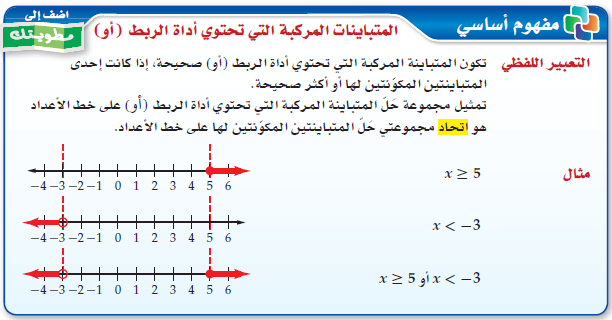 مفهوم أساسي
المتباينات المركبة التي تحتوي أداة الربط (أو)
اضف إلى
مطويتك
التعبير اللفظي
تكون المتباينة المركبة التي تحتوي أداة الربط (أو) صحيحة، إذا كانت إحدى
المتباينتين المكوّنتين لها أو أكثر صحيحة.
تمثيل مجموعة حَلّ المتباينة المركبة التي تحتوي أداة الربط (أو) على خط الأعداد
هو اتحاد مجموعتي حَلّ المتباينتين المكوّنتين لها على خط الأعداد.
مثال
x ≥ 5
−4 −3 −2 −1 0 1 2 3 4 5 6
x < −3
−4 −3 −2 −1 0 1 2 3 4 5 6
x ≥ 5 أو x < −3
−4 −3 −2 −1 0 1 2 3 4 5 6